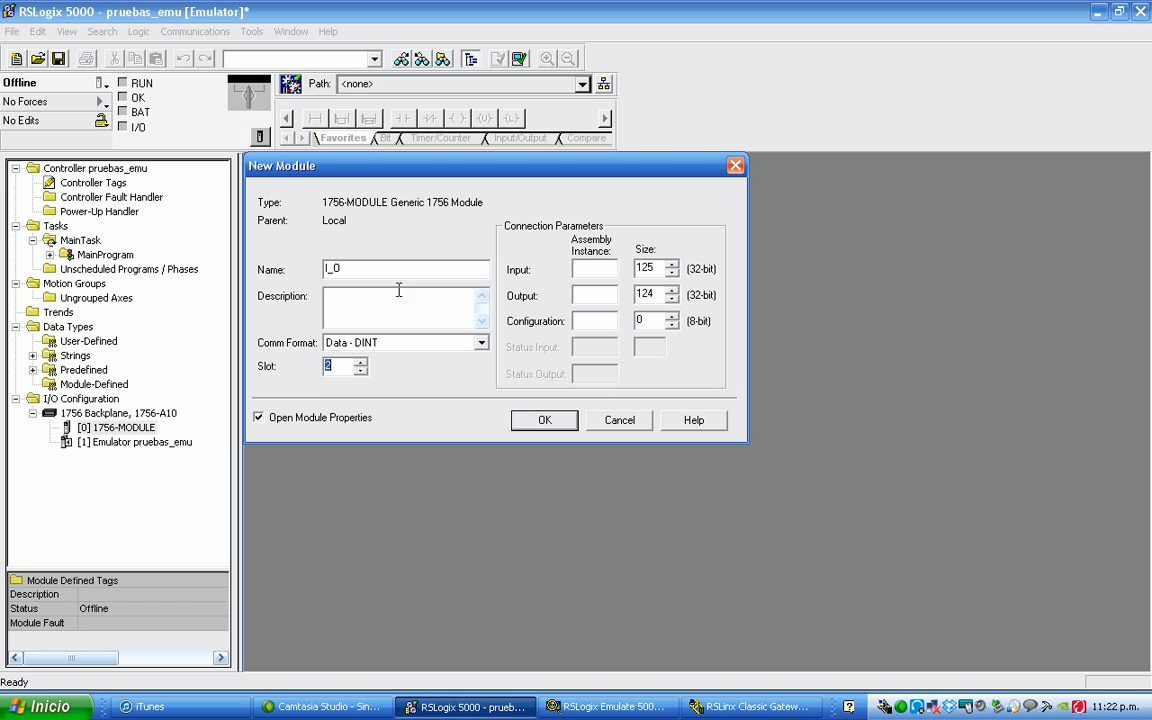 RSLogix 5000 - pruebas_emu [Emulator]*
File Edit View Search Logic Communications Tools Window Help
Offline
RUN
Path: <none>
No Forces
OK
BAT
No Edits
I/O
Favorites Bit Timer/Counter Input/Output Compare
Controller pruebas_emu
Controller Tags
Controller Fault Handler
Power-Up Handler
Tasks
MainTask
MainProgram
Unscheduled Programs / Phases
Motion Groups
Ungrouped Axes
Trends
Data Types
User-Defined
Strings
Predefined
Module-Defined
I/O Configuration
1756 Backplane, 1756-A10
[0] 1756-MODULE
[1] Emulator pruebas_emu
Module Defined Tags
Description
Status Offline
Module Fault
New Module
Type: 1756-MODULE Generic 1756 Module
Parent: Local
Name: I_O
Description:
Comm Format: Data - DINT
Slot: 2
Connection Parameters
Assembly
Instance: Size:
Input: 125 (32-bit)
Output: 124 (32-bit)
Configuration: 0 (8-bit)
Status Input:
Status Output:
Open Module Properties
OK Cancel Help
Ready
Inicio iTunes Camtasia Studio - Sin... RSLogix 5000 - prueb... RSLogix Emulate 500... RSLinx Classic Gatew... 11:22 p.m.